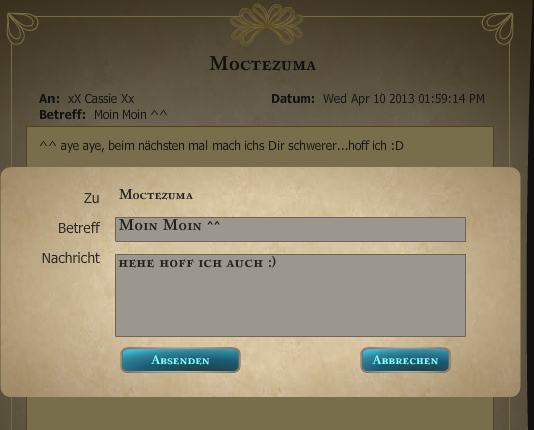 Moctezuma
An: xX Cassie Xx Datum: Wed Apr 10 2013 01:59:14 PM
Betreff: Moin Moin ^^
^^ aye aye, beim nächsten mal mach ichs Dir schwerer...hoff ich :D
Zu Moctezuma
Betreff Moin Moin ^^
Nachricht hehe hoff ich auch :)
Absenden Abbrechen